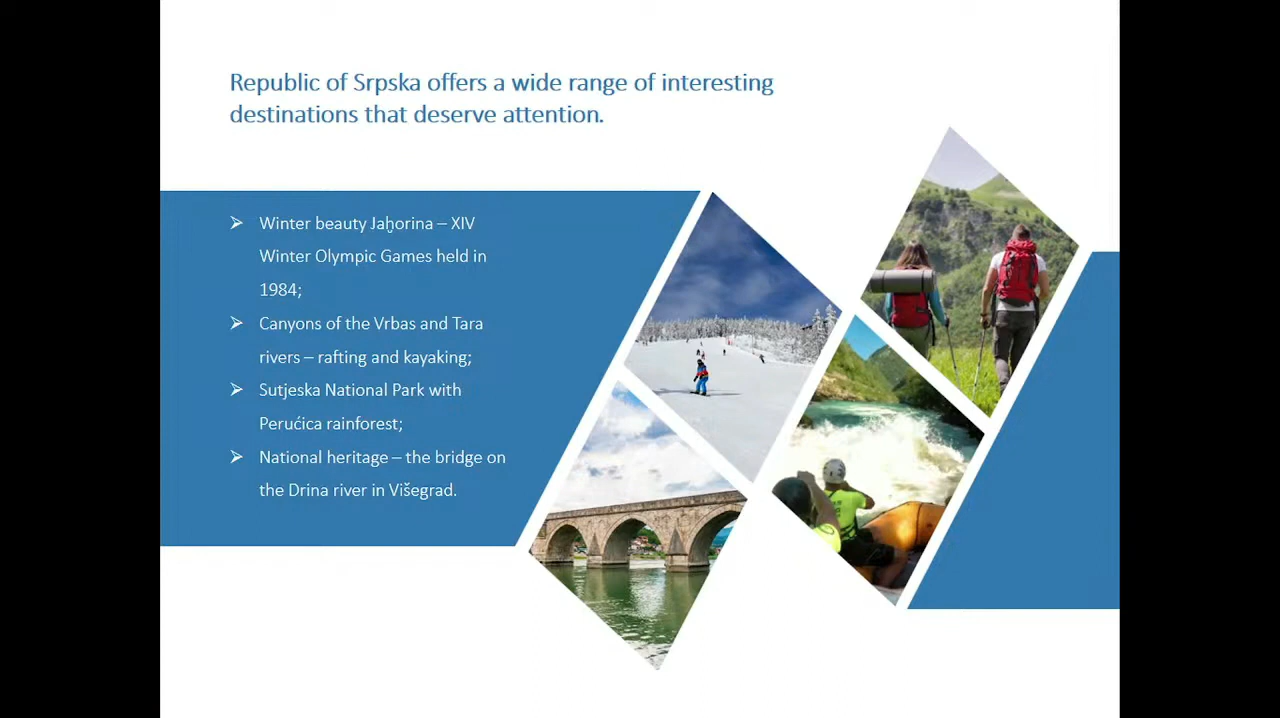 Republic of Srpska offers a wide range of interesting
destinations that deserve attention.
➢ Winter beauty Jaḫorina – XIV
Winter Olympic Games held in
1984;
➢ Canyons of the Vrbas and Tara
rivers – rafting and kayaking;
➢ Sutjeska National Park with
Perućica rainforest;
➢ National heritage – the bridge on
the Drina river in Višegrad.